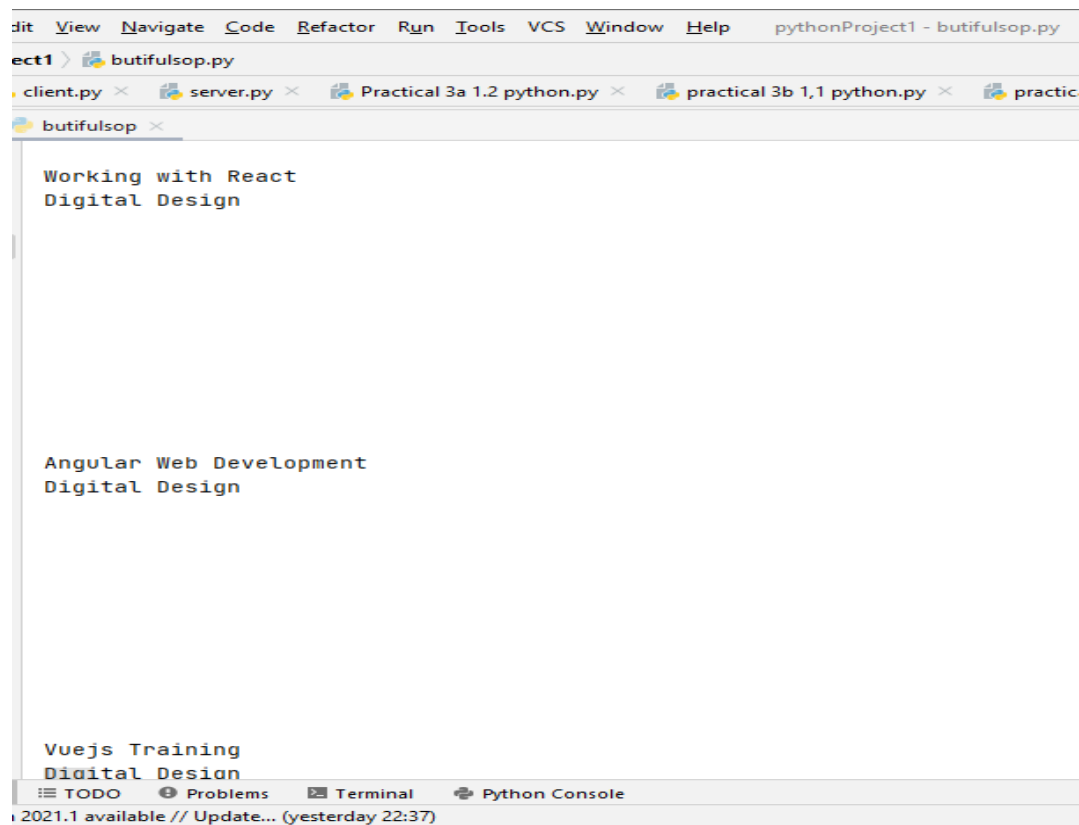 dit View Navigate Code Refactor Run Tools VCS Window Help pythonProject1 - butifulsop.py
ect1 butifulsop.py
client.py server.py Practical 3a 1.2 python.py practical 3b 1,1 python.py practic
butifulsop
Working with React
Digital Design
Angular Web Development
Digital Design
Vuejs Training
Digital Design
TODO Problems Terminal Python Console
2021.1 available // Update... (yesterday 22:37)